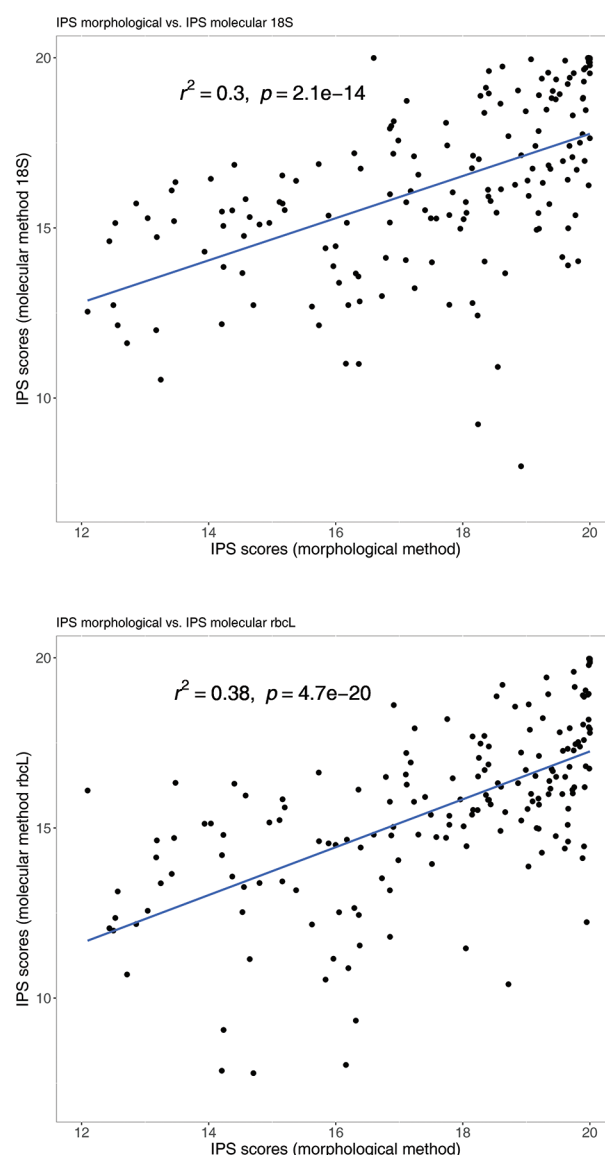 IPS morphological vs. IPS molecular 18S
r² = 0.3, p = 2.1e−14
IPS scores (molecular method 18S)
20
15
10
12 14 16 18 20
IPS scores (morphological method)
IPS morphological vs. IPS molecular rbcL
r² = 0.38, p = 4.7e−20
IPS scores (molecular method rbcL)
20
15
10
12 14 16 18 20
IPS scores (morphological method)